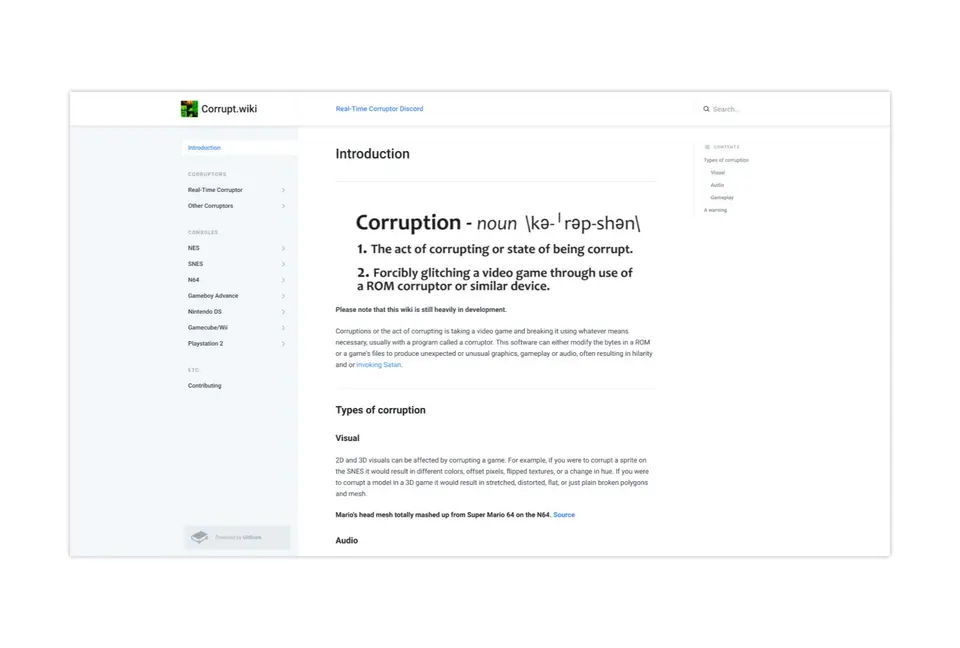 Corrupt.wiki
Real-Time Corruptor Discord
Search...
Introduction
CORRUPTORS
Real-Time Corruptor
Other Corruptors
CONSOLES
NES
SNES
N64
Gameboy Advance
Nintendo DS
Gamecube/Wii
Playstation 2
ETC.
Contributing
Powered by GitBook
Introduction
Corruption - noun \kə-ˈrəp-shən\
1. The act of corrupting or state of being corrupt.
2. Forcibly glitching a video game through use of
a ROM corruptor or similar device.
Please note that this wiki is still heavily in development.
Corruptions or the act of corrupting is taking a video game and breaking it using whatever means
necessary, usually with a program called a corruptor. This software can either modify the bytes in a ROM
or a game's files to produce unexpected or unusual graphics, gameplay or audio, often resulting in hilarity
and or invoking Satan.
Types of corruption
Visual
2D and 3D visuals can be affected by corrupting a game. For example, if you were to corrupt a sprite on
the SNES it would result in different colors, offset pixels, flipped textures, or a change in hue. If you were
to corrupt a model in a 3D game it would result in stretched, distorted, flat, or just plain broken polygons
and mesh.
Mario's head mesh totally mashed up from Super Mario 64 on the N64. Source
Audio
CONTENTS
Types of corruption
Visual
Audio
Gameplay
A warning